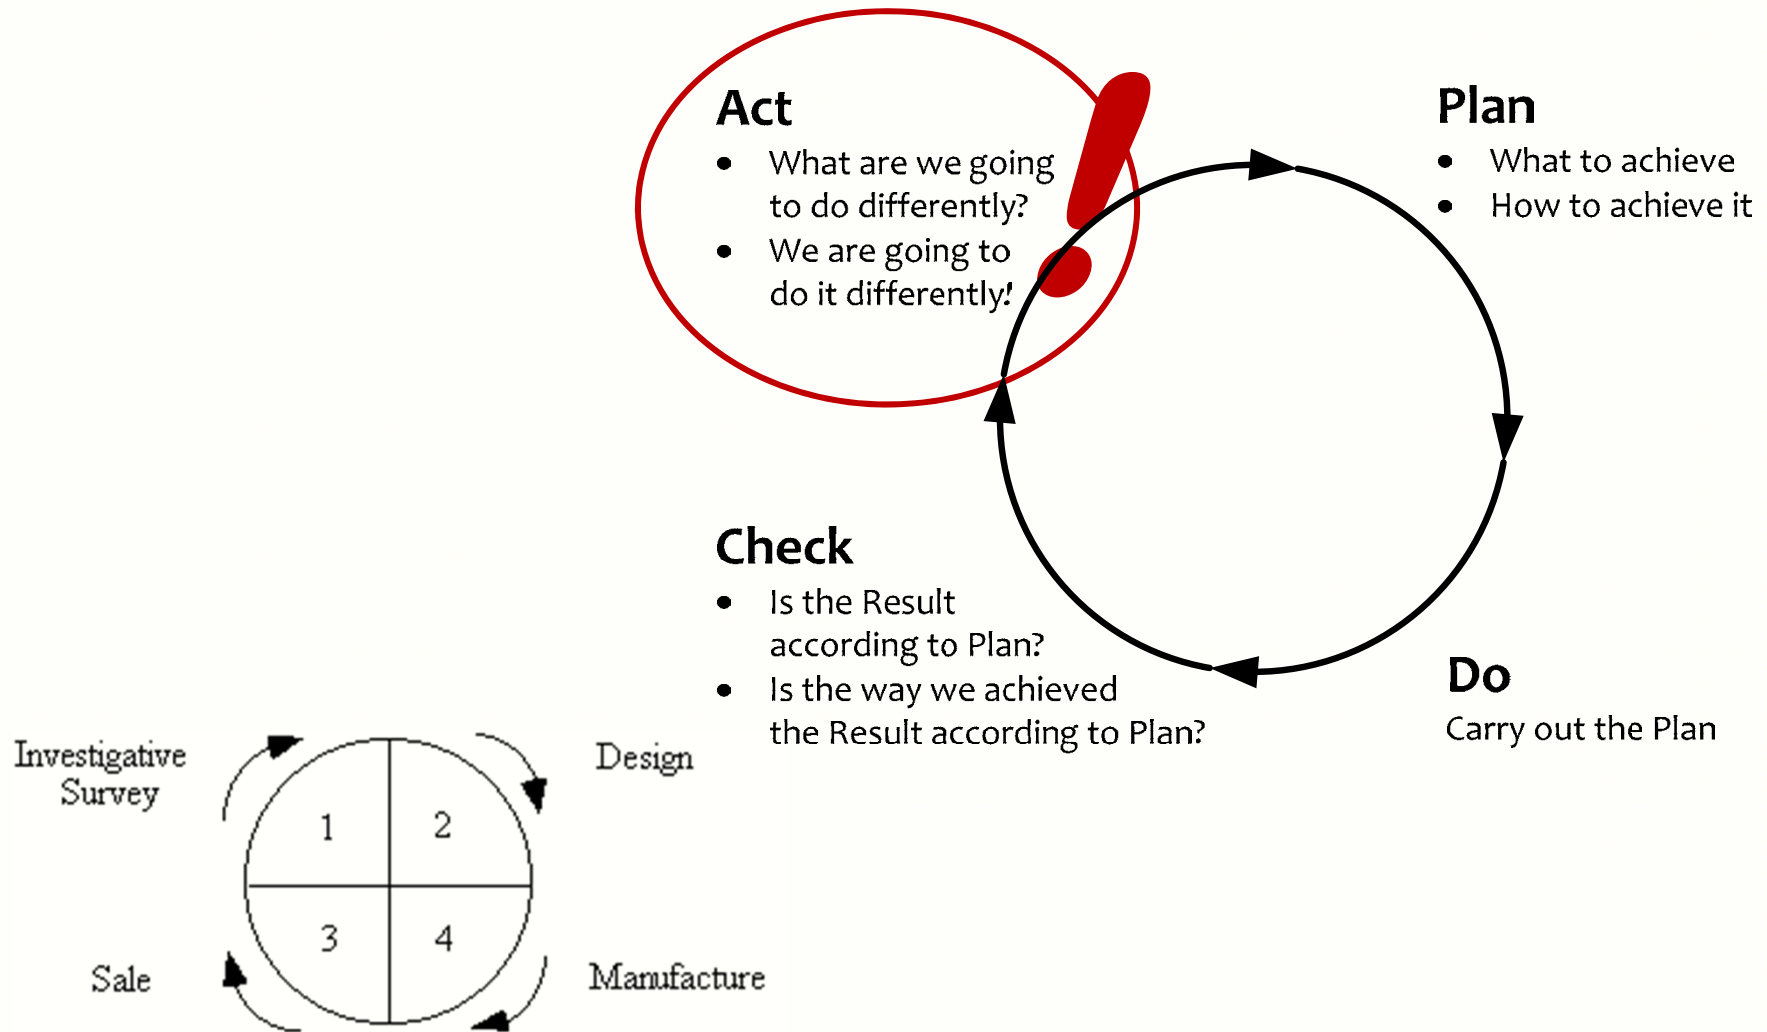 Act
• What are we going
to do differently?
• We are going to
do it differently!
Plan
• What to achieve
• How to achieve it
Check
• Is the Result
according to Plan?
• Is the way we achieved
the Result according to Plan?
Do
Carry out the Plan
Investigative
Survey
Design
1
2
3
4
Sale
Manufacture